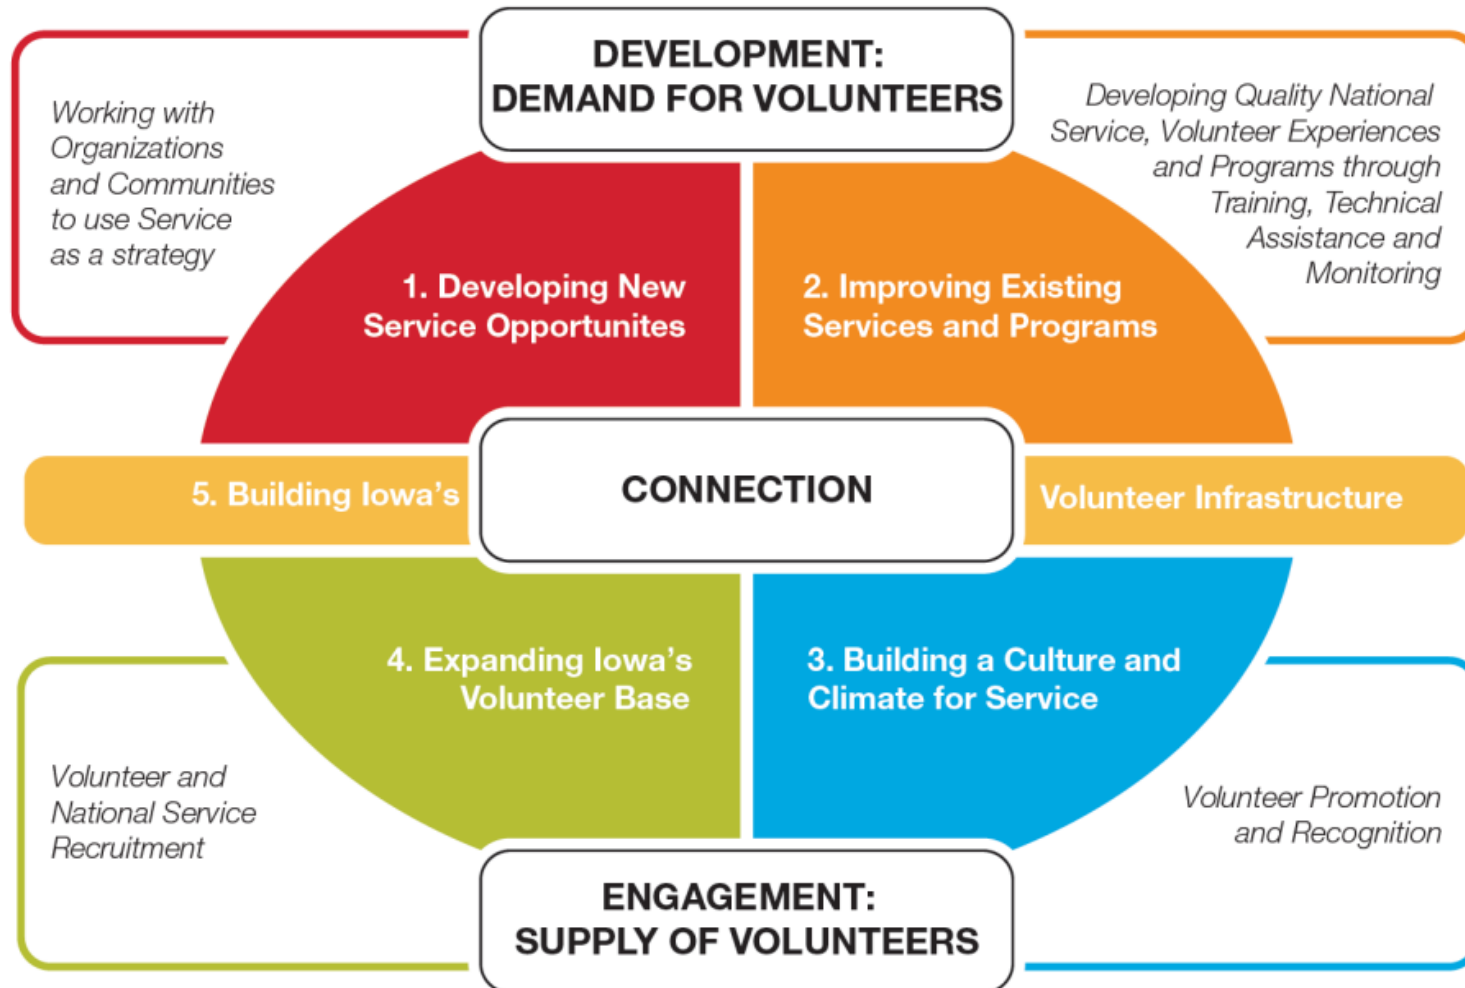 DEVELOPMENT:
DEMAND FOR VOLUNTEERS
Working with
Organizations
and Communities
to use Service
as a strategy
Developing Quality National
Service, Volunteer Experiences
and Programs through
Training, Technical
Assistance and
Monitoring
1. Developing New
Service Opportunites
2. Improving Existing
Services and Programs
5. Building Iowa's
CONNECTION
Volunteer Infrastructure
4. Expanding Iowa's
Volunteer Base
3. Building a Culture and
Climate for Service
Volunteer and
National Service
Recruitment
Volunteer Promotion
and Recognition
ENGAGEMENT:
SUPPLY OF VOLUNTEERS